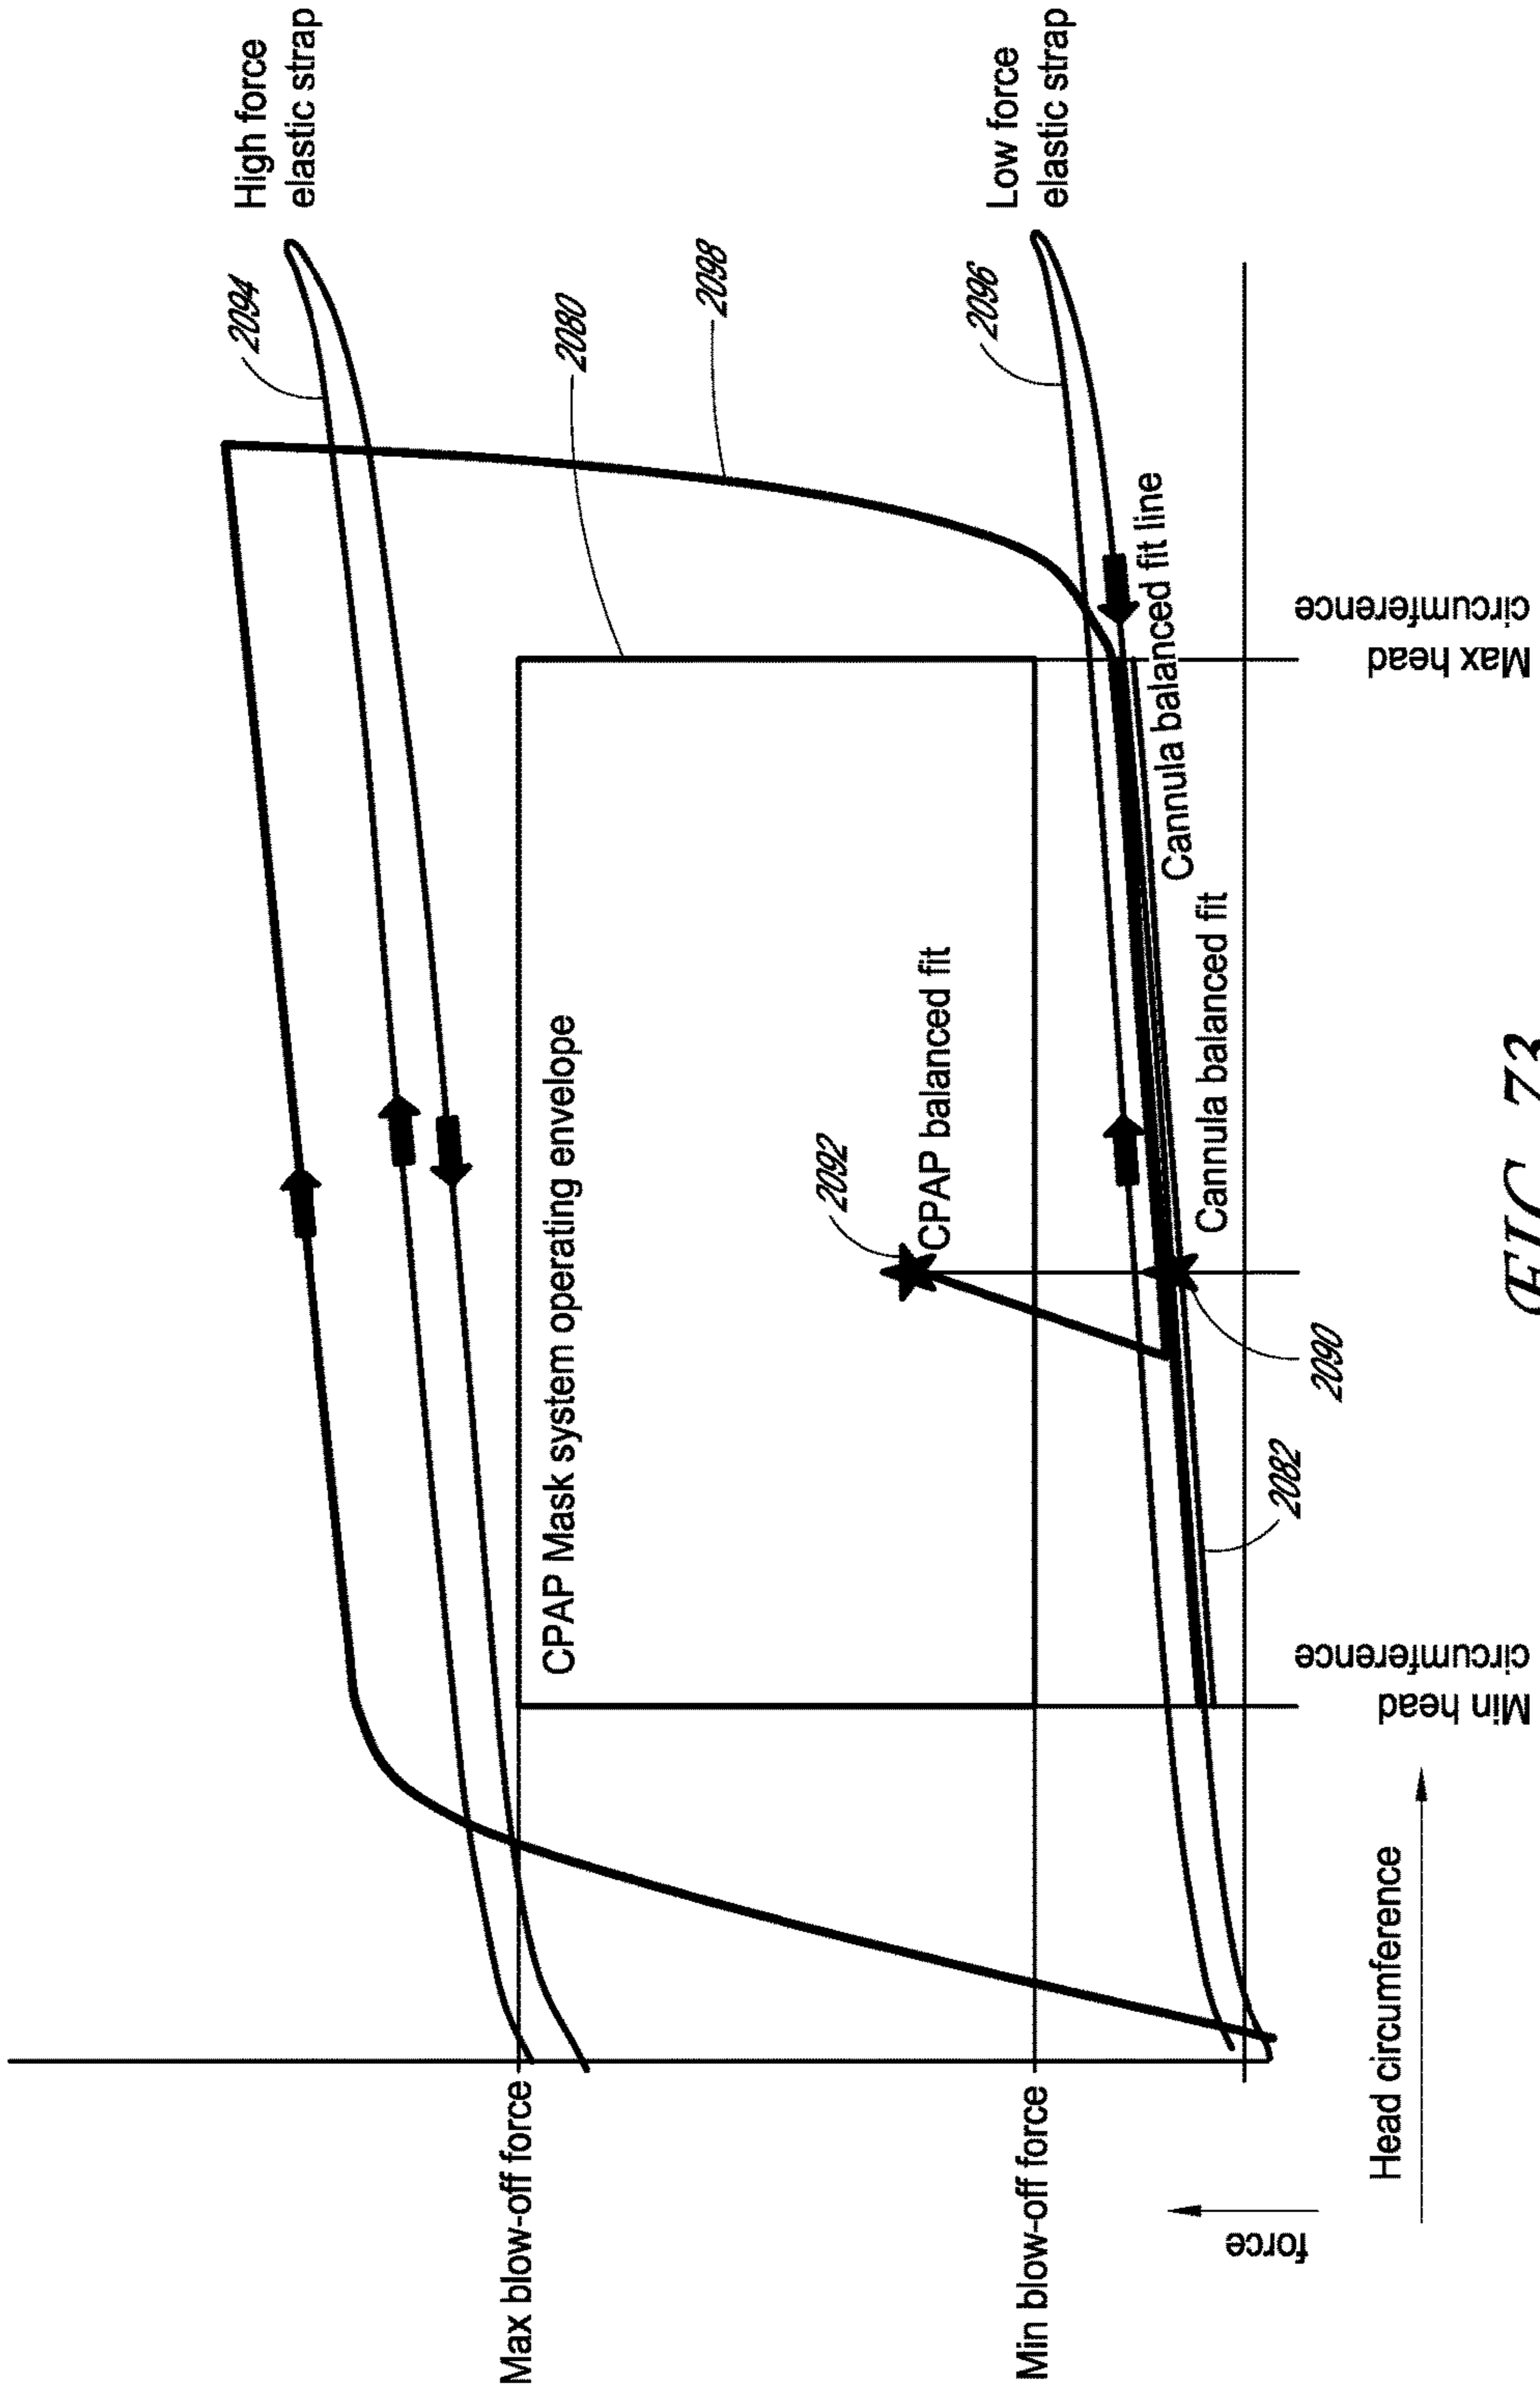 High force
elastic strap
2094
2080
2098
Low force
elastic strap
2096
CPAP Mask system operating envelope
Max blow-off force
2092
CPAP balanced fit
Min blow-off force
Cannula balanced fit line
Cannula balanced fit
2090
2082
Min head
circumference
Max head
circumference
force
Head circumference
FIG. 73